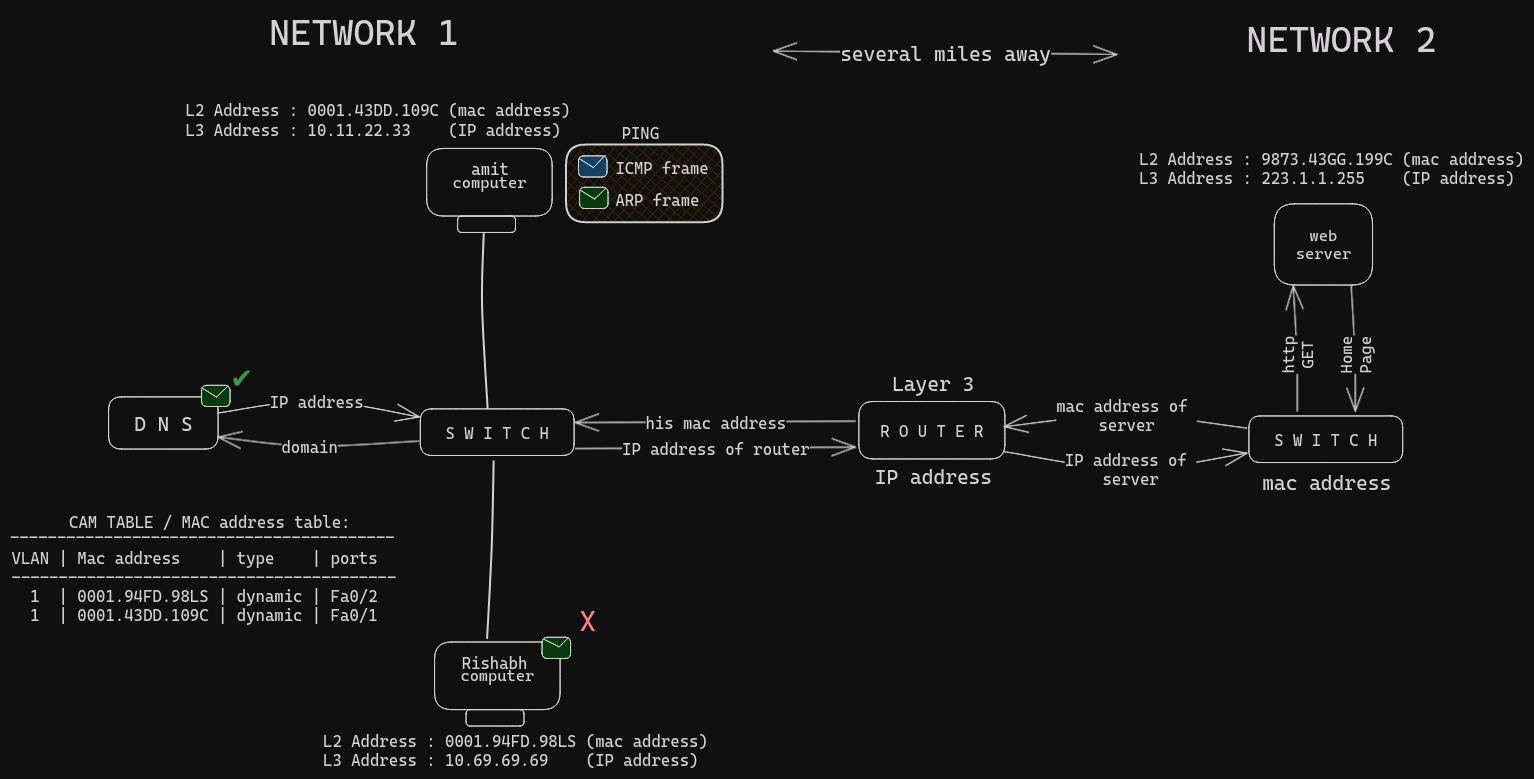 NETWORK 1
several miles away
NETWORK 2
L2 Address : 0001.43DD.109C (mac address)
L3 Address : 10.11.22.33    (IP address)
amit
computer
PING
ICMP frame
ARP frame
L2 Address : 9873.43GG.199C (mac address)
L3 Address : 223.1.1.255    (IP address)
web
server
http
GET
Home
Page
D N S
IP address
domain
S W I T C H
his mac address
IP address of router
Layer 3
R O U T E R
IP address
mac address of
server
IP address of
server
S W I T C H
mac address
CAM TABLE / MAC address table:
-----------------------------------------
VLAN | Mac address    | type    | ports
-----------------------------------------
1  | 0001.94FD.98LS | dynamic | Fa0/2
1  | 0001.43DD.109C | dynamic | Fa0/1
X
Rishabh
computer
L2 Address : 0001.94FD.98LS (mac address)
L3 Address : 10.69.69.69    (IP address)